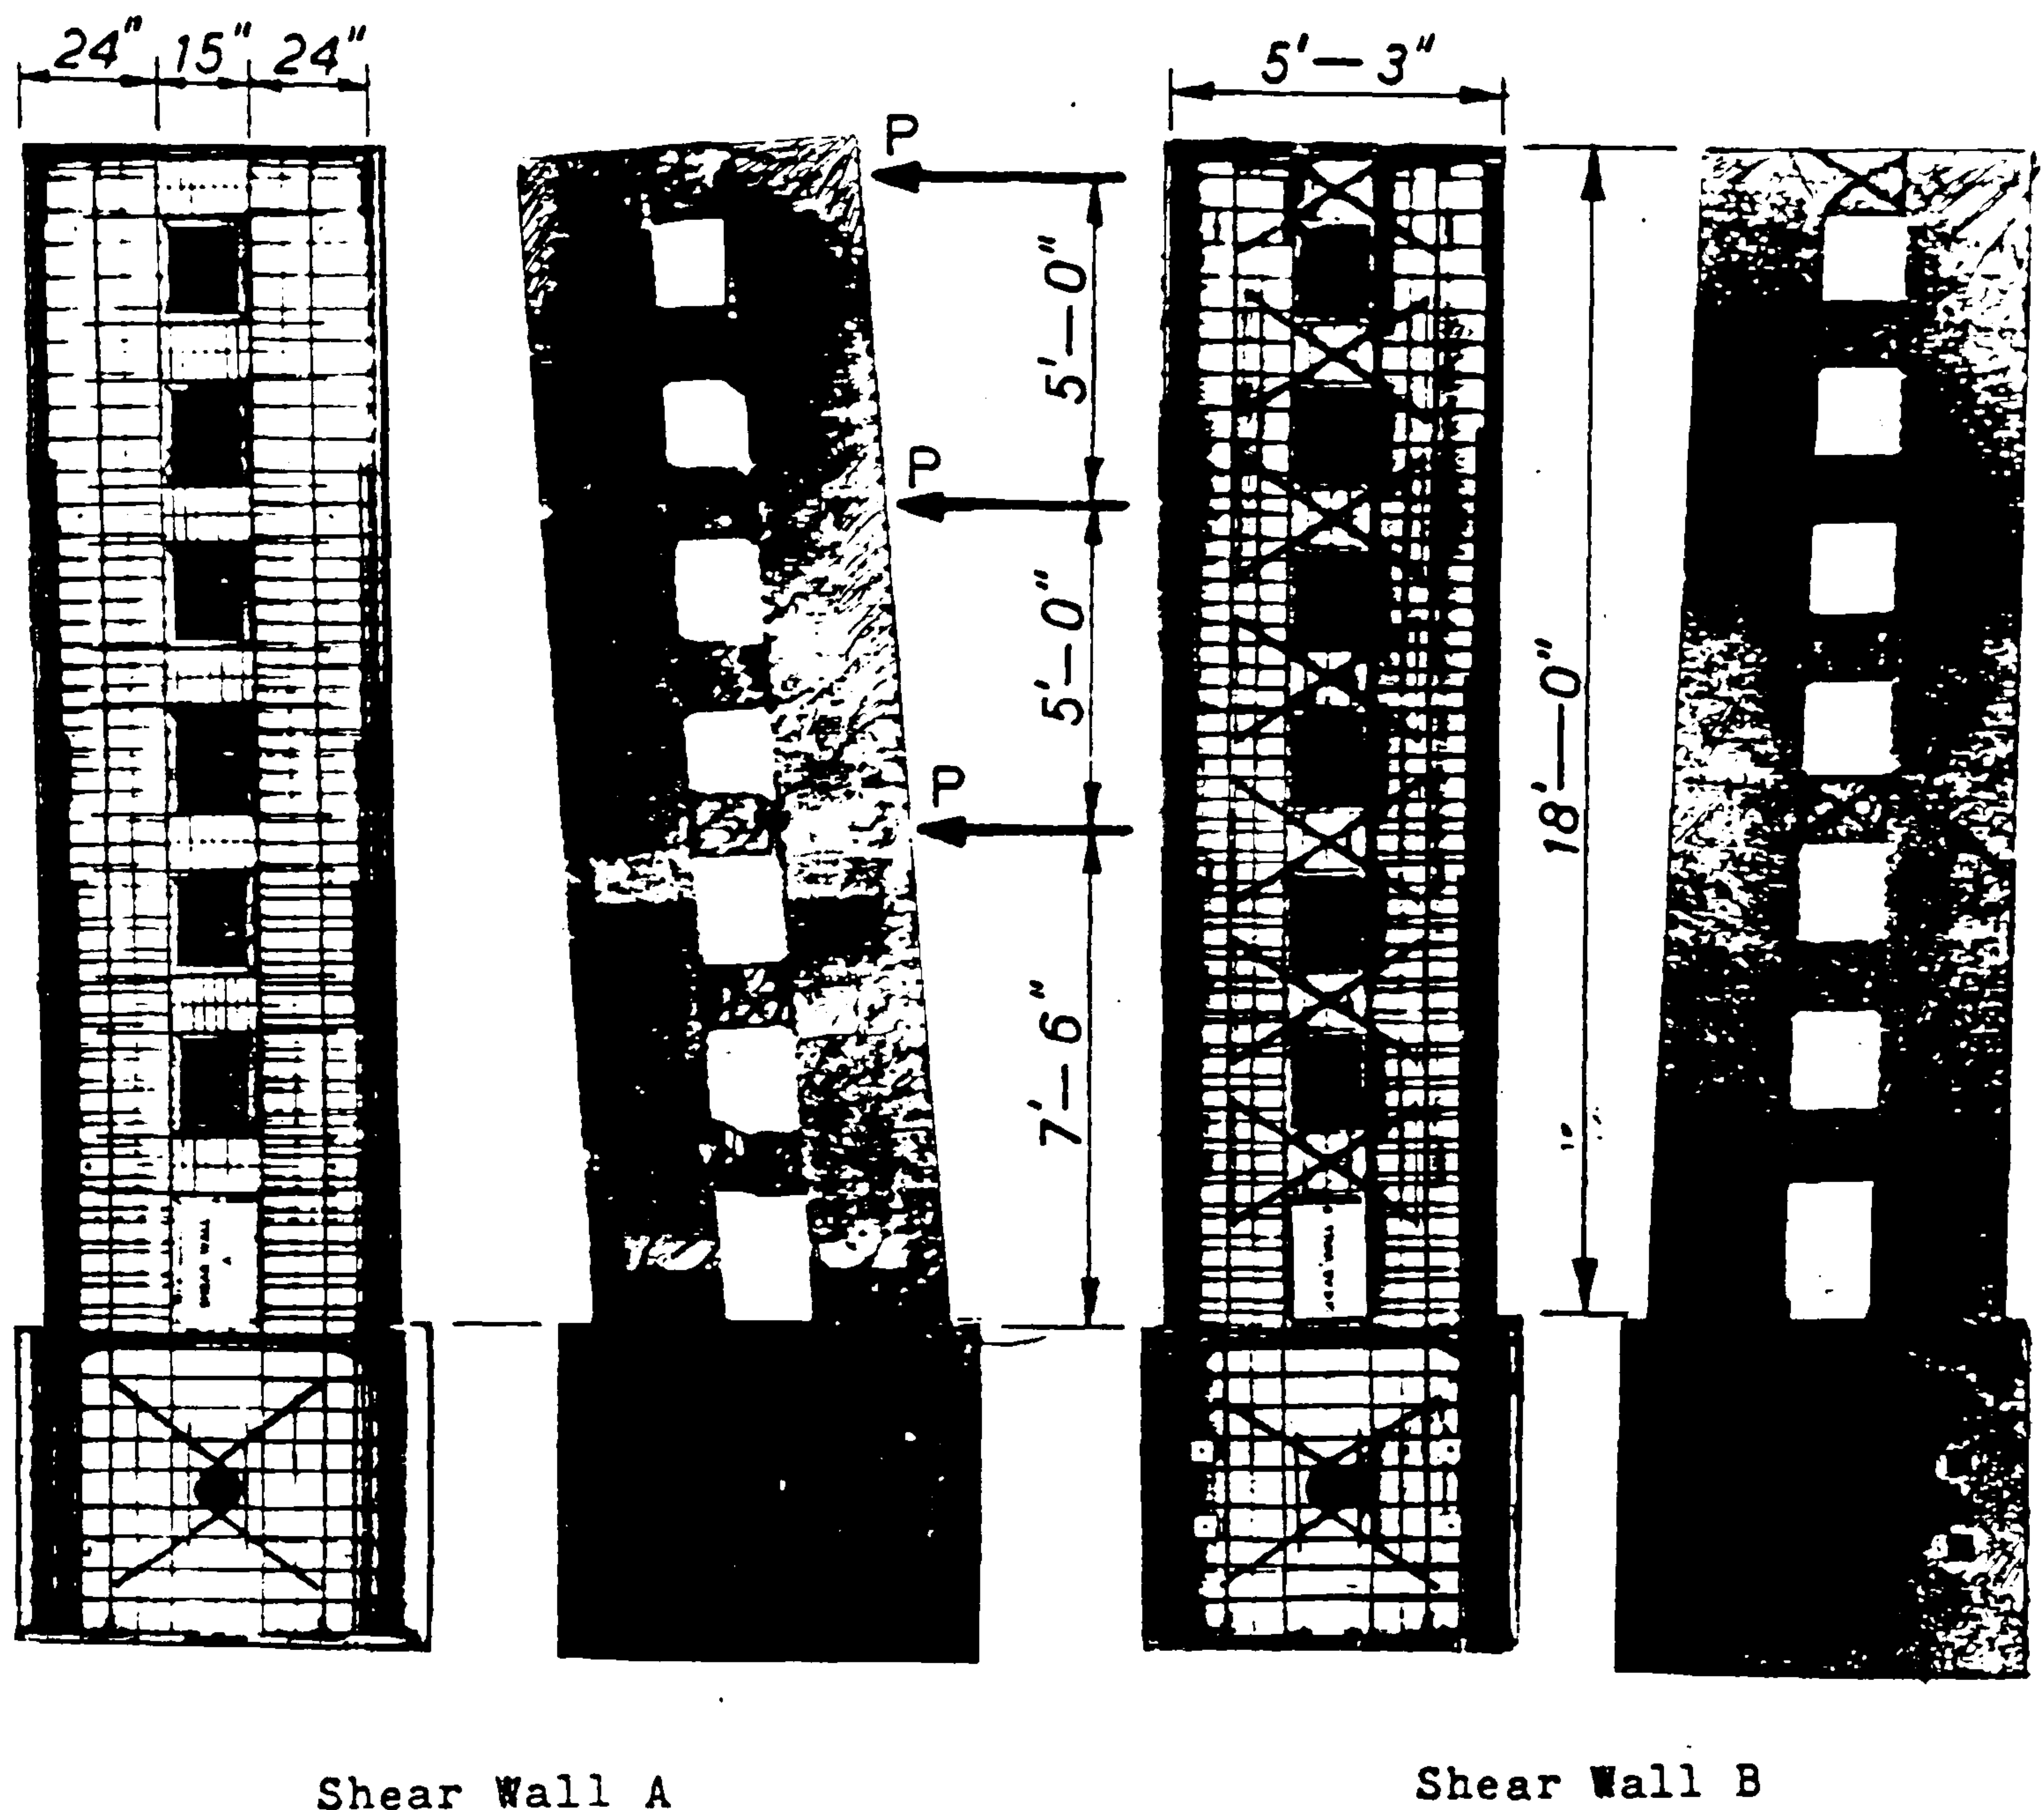 24" 15" 24"
5'—3"
P
5'—0"
P
5'—0"
18'—0"
P
7'—6"
Shear Wall A
Shear Wall B